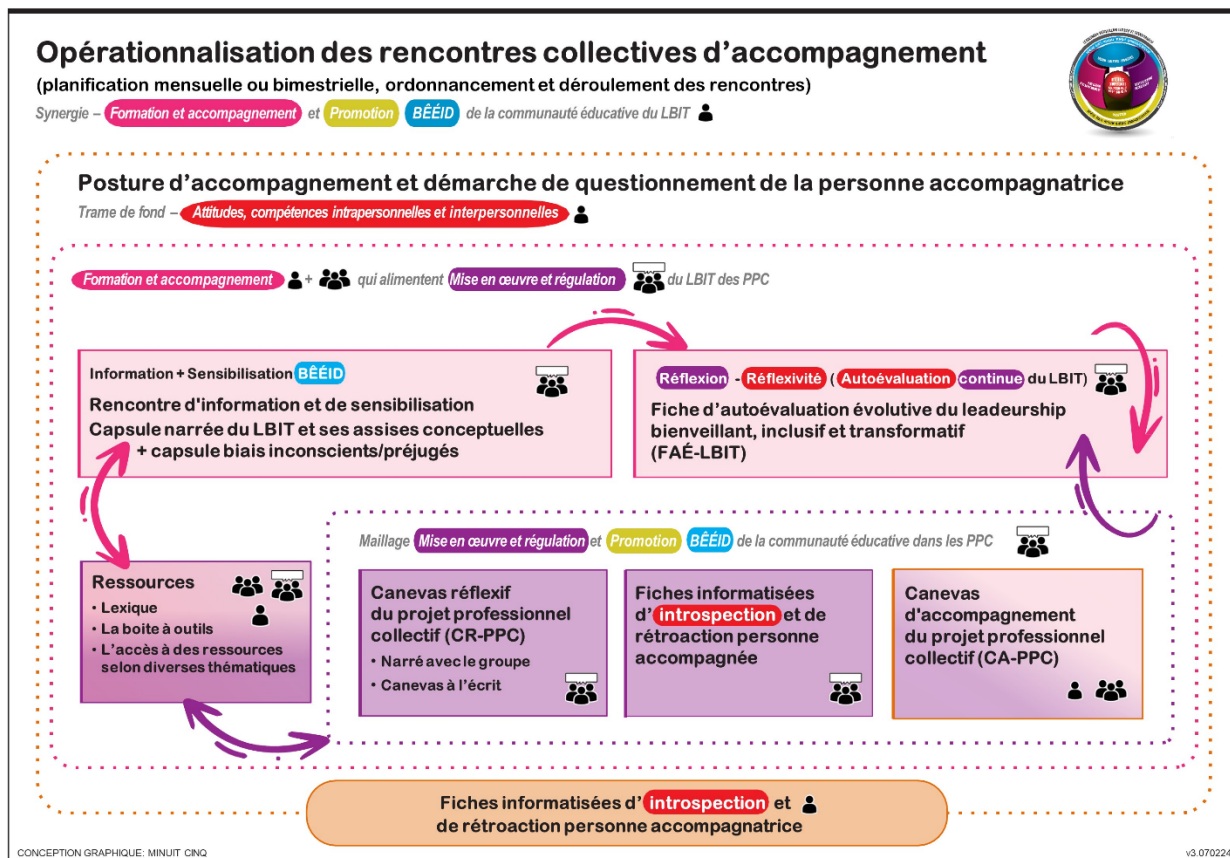 Opérationnalisation des rencontres collectives d’accompagnement
(planification mensuelle ou bimestrielle, ordonnancement et déroulement des rencontres)
Synergie – Formation et accompagnement et Promotion BÊÉID de la communauté éducative du LBIT
Posture d’accompagnement et démarche de questionnement de la personne accompagnatrice
Trame de fond – Attitudes, compétences intrapersonnelles et interpersonnelles
Formation et accompagnement + qui alimentent Mise en œuvre et régulation du LBIT des PPC
Information + Sensibilisation BÊÉID
Rencontre d'information et de sensibilisation
Capsule narrée du LBIT et ses assises conceptuelles
+ capsule biais inconscients/préjugés
Réflexion - Réflexivité ( Autoévaluation continue du LBIT)
Fiche d’autoévaluation évolutive du leadeurship
bienveillant, inclusif et transformatif
(FAÉ-LBIT)
Maillage Mise en œuvre et régulation et Promotion BÊÉID de la communauté éducative dans les PPC
Ressources
• Lexique
• La boite à outils
• L’accès à des ressources
selon diverses thématiques
Canevas réflexif
du projet professionnel
collectif (CR-PPC)
• Narré avec le groupe
• Canevas à l’écrit
Fiches informatisées
d’introspection et de
rétroaction personne
accompagnée
Canevas
d'accompagnement
du projet professionnel
collectif (CA-PPC)
Fiches informatisées d’introspection et
de rétroaction personne accompagnatrice
CONCEPTION GRAPHIQUE: MINUIT CINQ
v3.070224